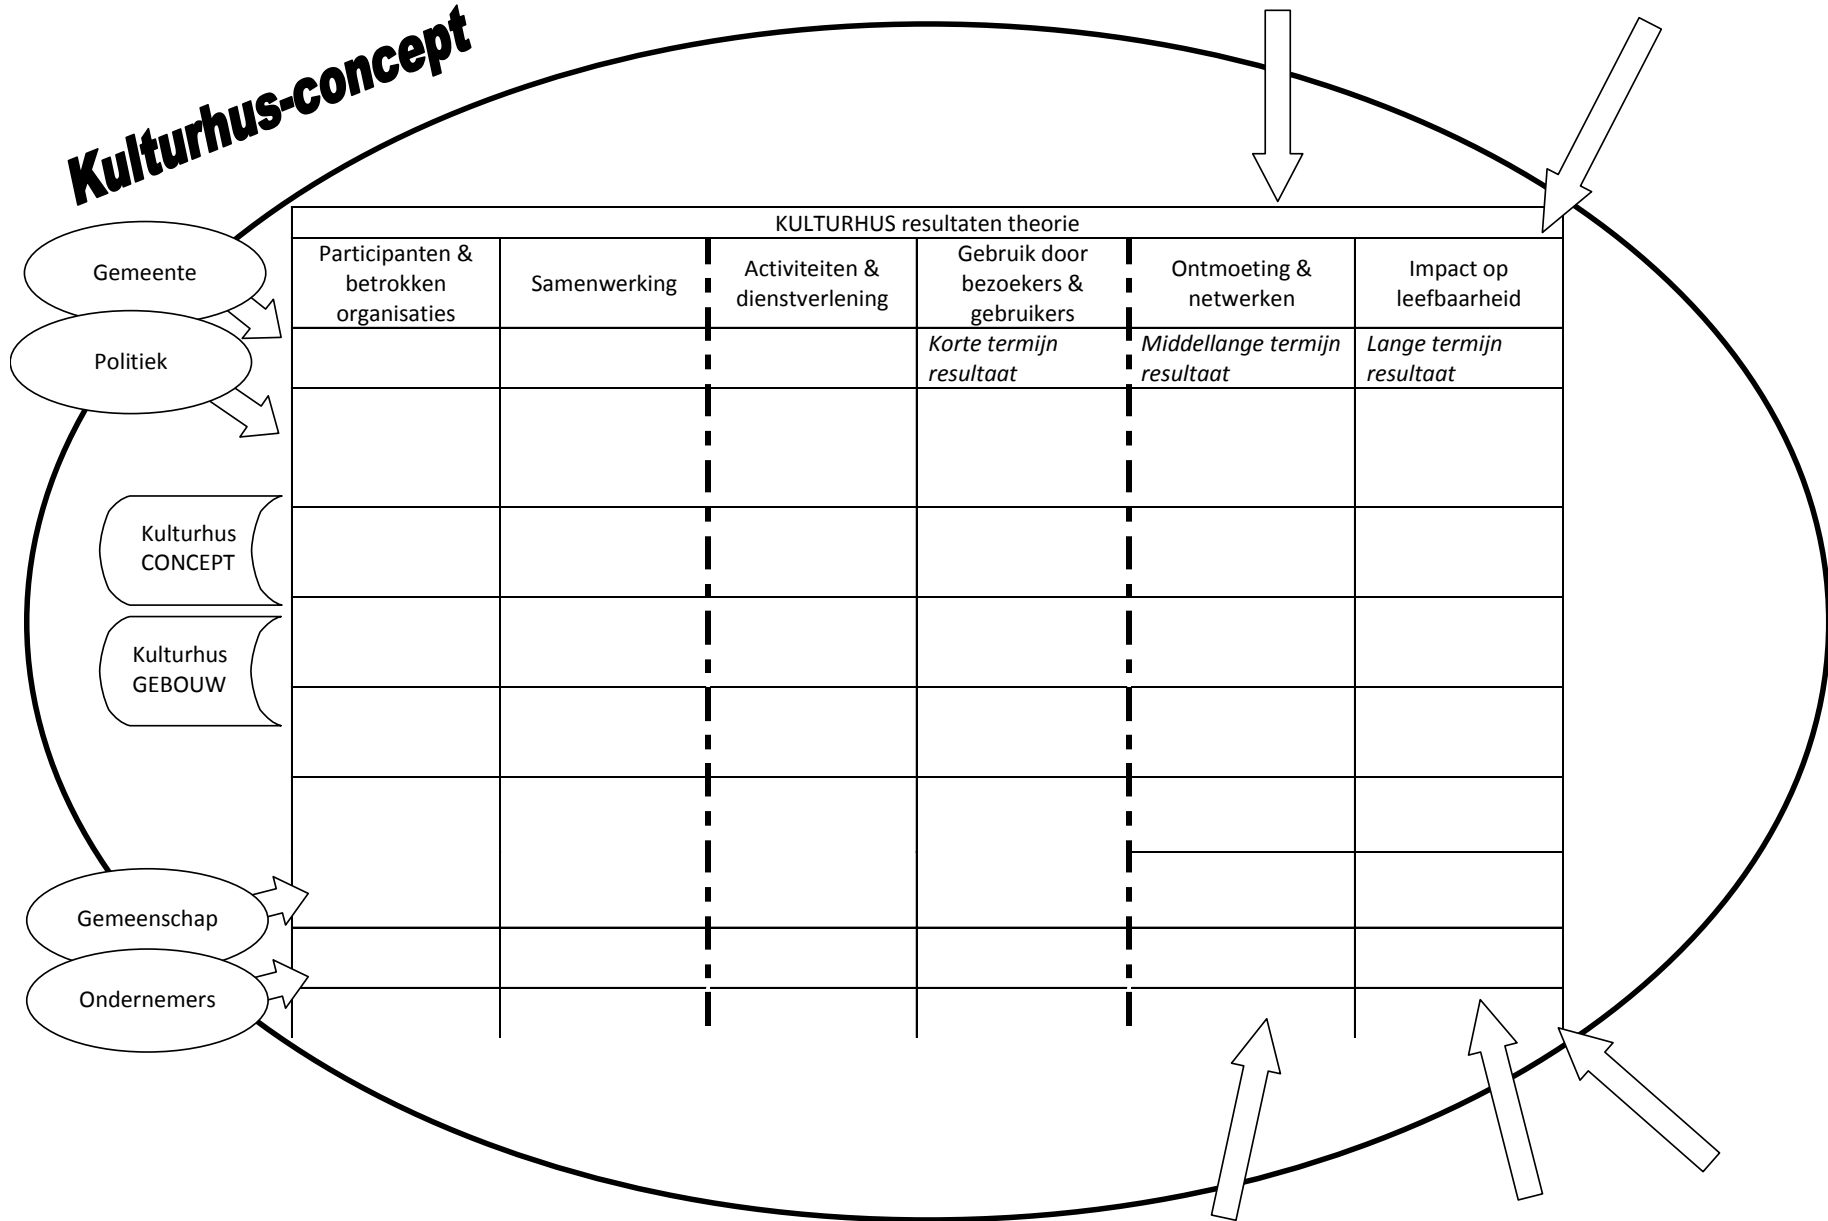 Kulturhus-concept
KULTURHUS resultaten theorie
Participanten &
betrokken
organisaties
Samenwerking
Activiteiten &
dienstverlening
Gebruik door
bezoekers &
gebruikers
Ontmoeting &
netwerken
Impact op
leefbaarheid
Korte termijn
resultaat
Middellange termijn
resultaat
Lange termijn
resultaat
Gemeente
Politiek
Kulturhus
CONCEPT
Kulturhus
GEBOUW
Gemeenschap
Ondernemers